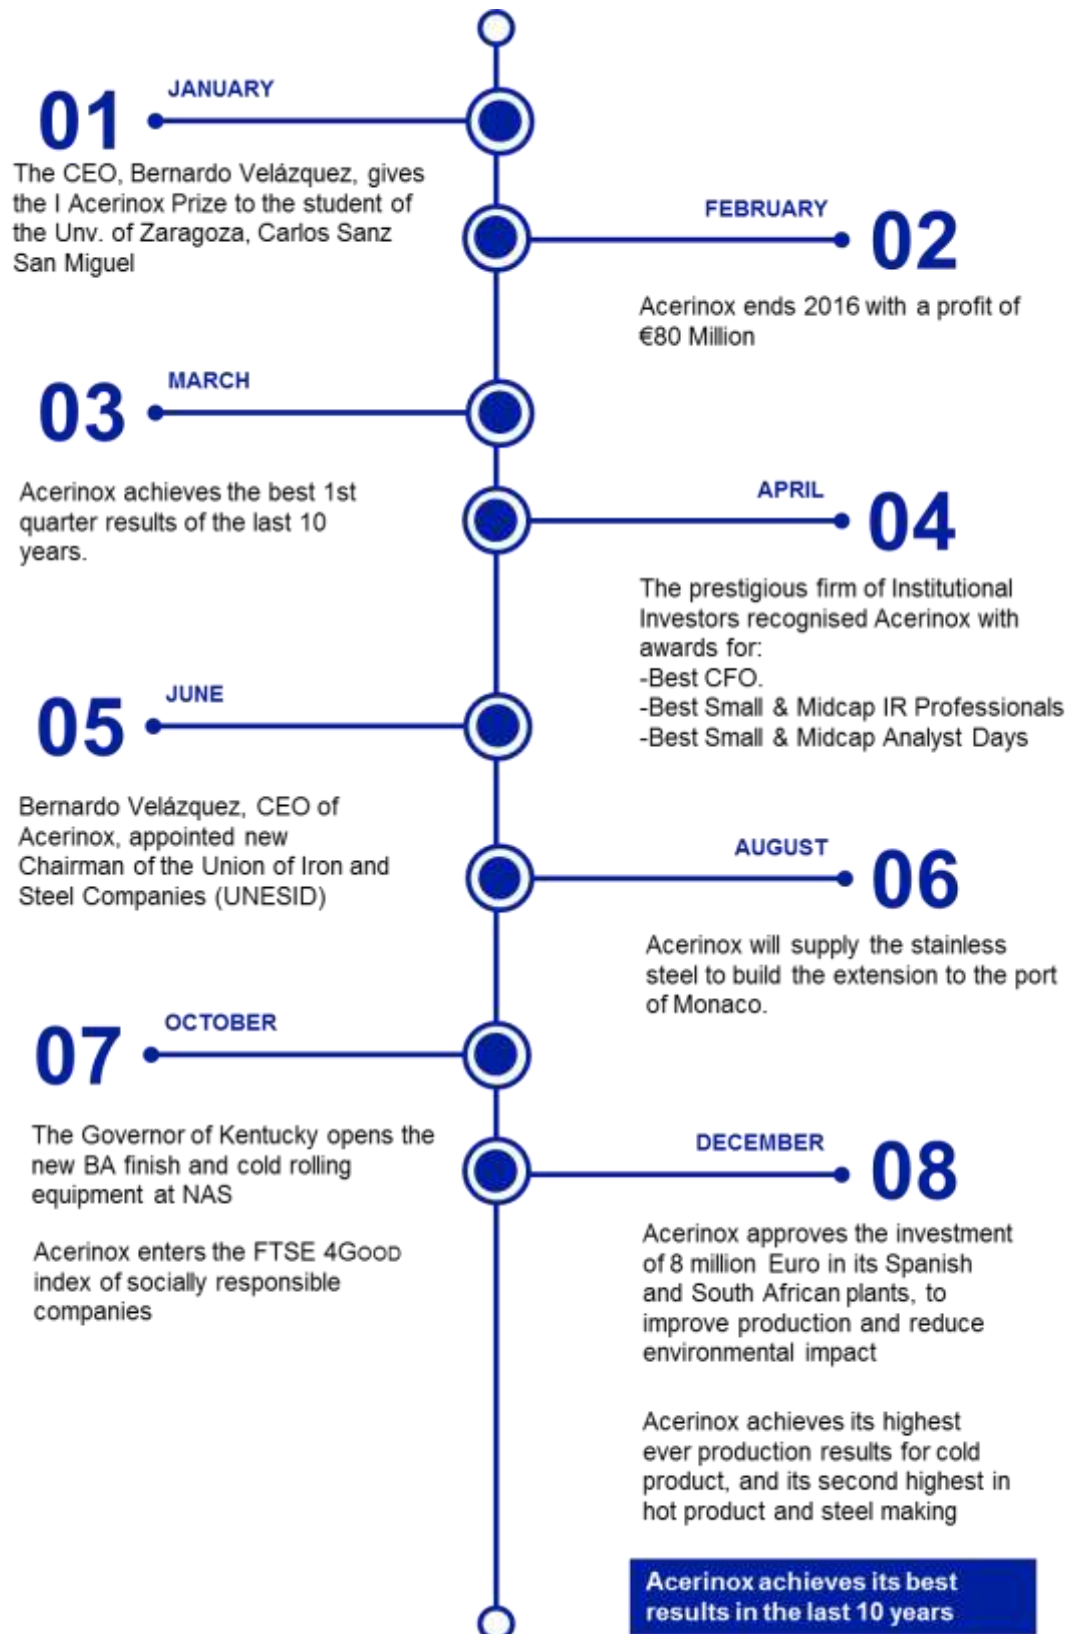 JANUARY
01
The CEO, Bernardo Velázquez, gives
the I Acerinox Prize to the student of
the Unv. of Zaragoza, Carlos Sanz
San Miguel
FEBRUARY
02
Acerinox ends 2016 with a profit of
€80 Million
MARCH
03
Acerinox achieves the best 1st
quarter results of the last 10
years.
APRIL
04
The prestigious firm of Institutional
Investors recognised Acerinox with
awards for:
-Best CFO.
-Best Small & Midcap IR Professionals
-Best Small & Midcap Analyst Days
JUNE
05
Bernardo Velázquez, CEO of
Acerinox, appointed new
Chairman of the Union of Iron and
Steel Companies (UNESID)
AUGUST
06
Acerinox will supply the stainless
steel to build the extension to the port
of Monaco.
OCTOBER
07
The Governor of Kentucky opens the
new BA finish and cold rolling
equipment at NAS
Acerinox enters the FTSE 4GOOD
index of socially responsible
companies
DECEMBER
08
Acerinox approves the investment
of 8 million Euro in its Spanish
and South African plants, to
improve production and reduce
environmental impact
Acerinox achieves its highest
ever production results for cold
product, and its second highest in
hot product and steel making
Acerinox achieves its best
results in the last 10 years